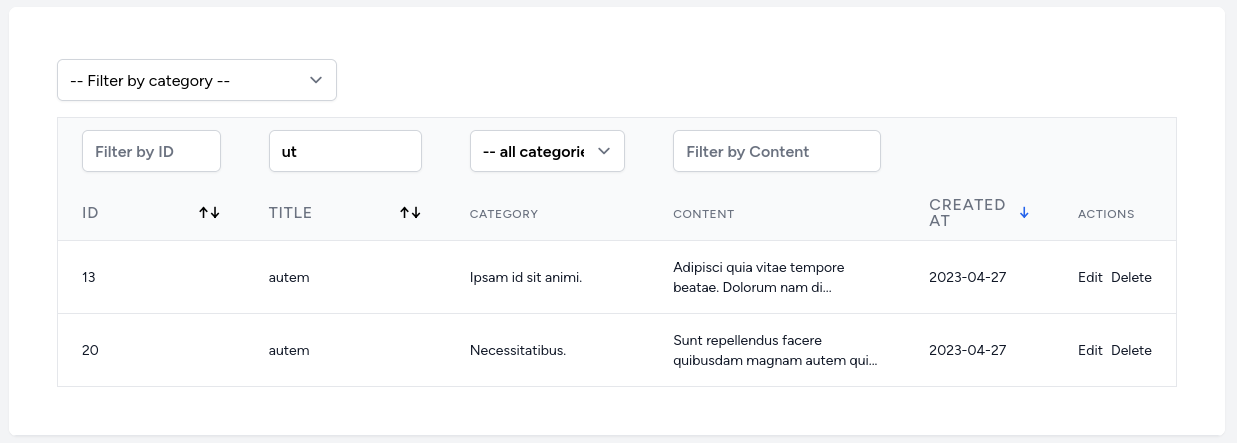 -- Filter by category --
Filter by ID ut -- all categorie Filter by Content
ID TITLE CATEGORY CONTENT CREATED AT ACTIONS
13 autem Ipsam id sit animi. Adipisci quia vitae tempore beatae. Dolorum nam di... 2023-04-27 Edit Delete
20 autem Necessitatibus. Sunt repellendus facere quibusdam magnam autem qui... 2023-04-27 Edit Delete